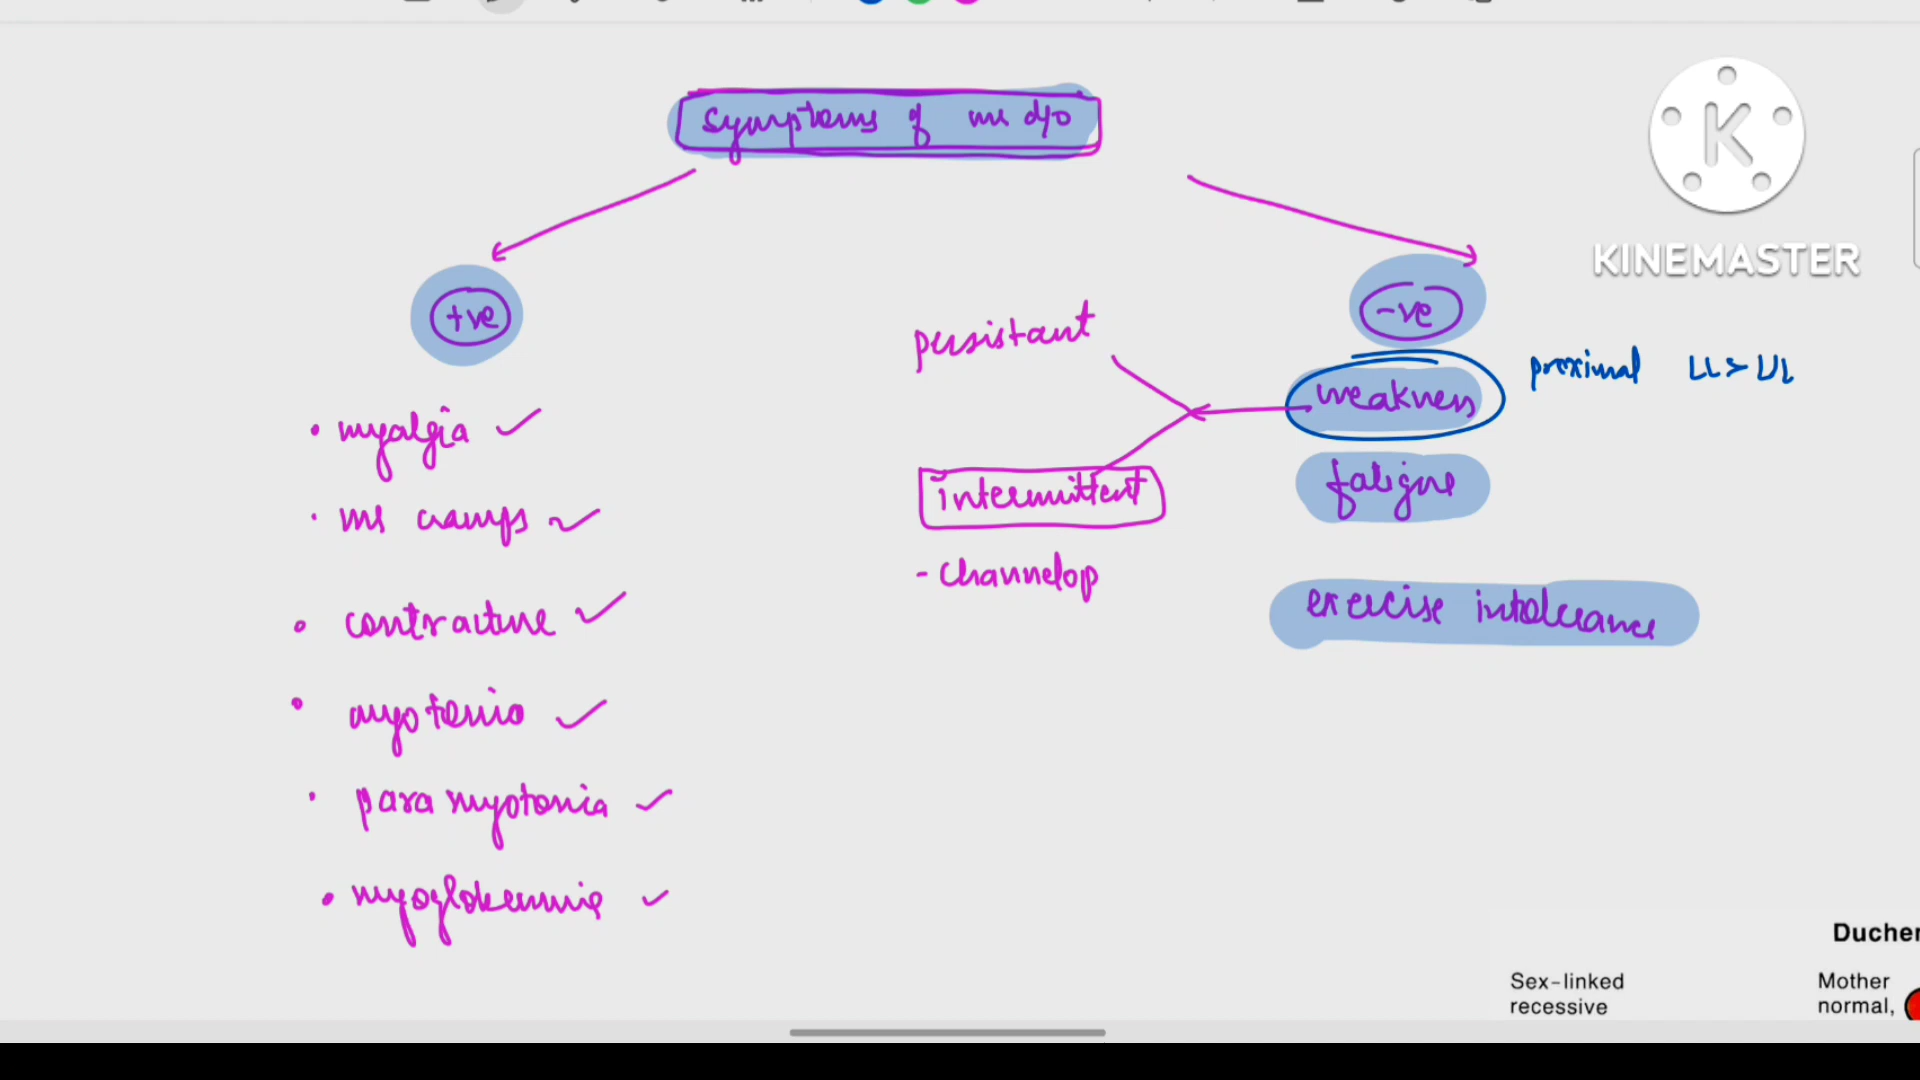 symptoms of ms d/o
+ve
-ve
KINEMASTER
persistant
weakness
proximal LL > UL
• myalgia ✓
intermittent
fatigue
• ms cramps ✓
- channelop
exercise intolerance
• contracture ✓
• myotonia ✓
• para myotonia ✓
• myoglobinuria ✓
Duchen
Sex-linked
recessive
Mother
normal,